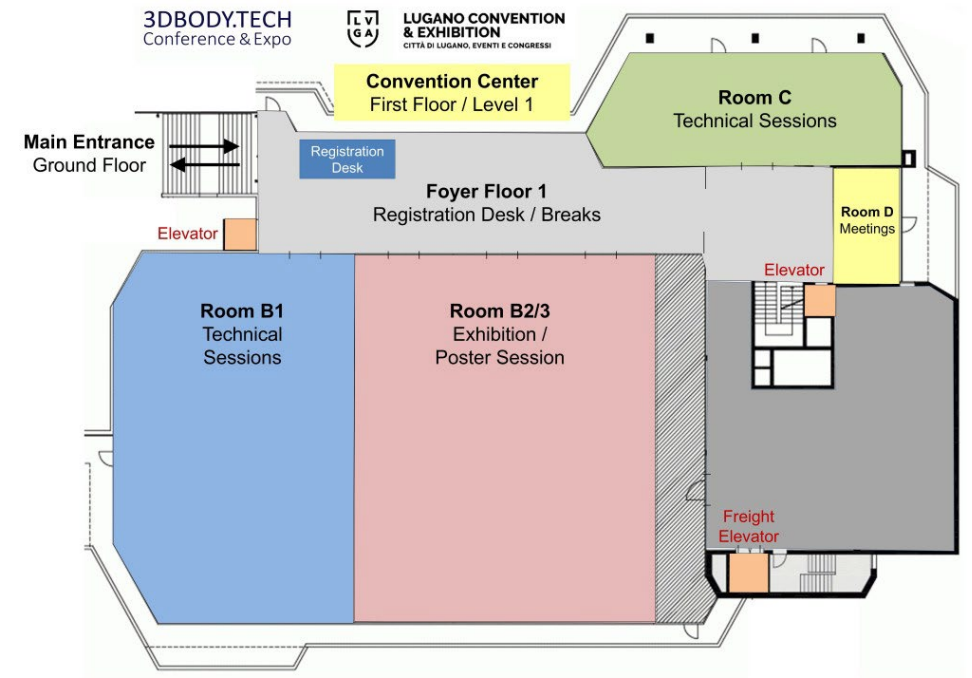 3DBODY.TECH
Conference & Expo
LV
GA
LUGANO CONVENTION
& EXHIBITION
CITTÀ DI LUGANO, EVENTI E CONGRESSI
Convention Center
First Floor / Level 1
Room C
Technical Sessions
Main Entrance
Ground Floor
Registration
Desk
Foyer Floor 1
Registration Desk / Breaks
Room D
Meetings
Elevator
Elevator
Room B1
Technical
Sessions
Room B2/3
Exhibition /
Poster Session
Freight
Elevator